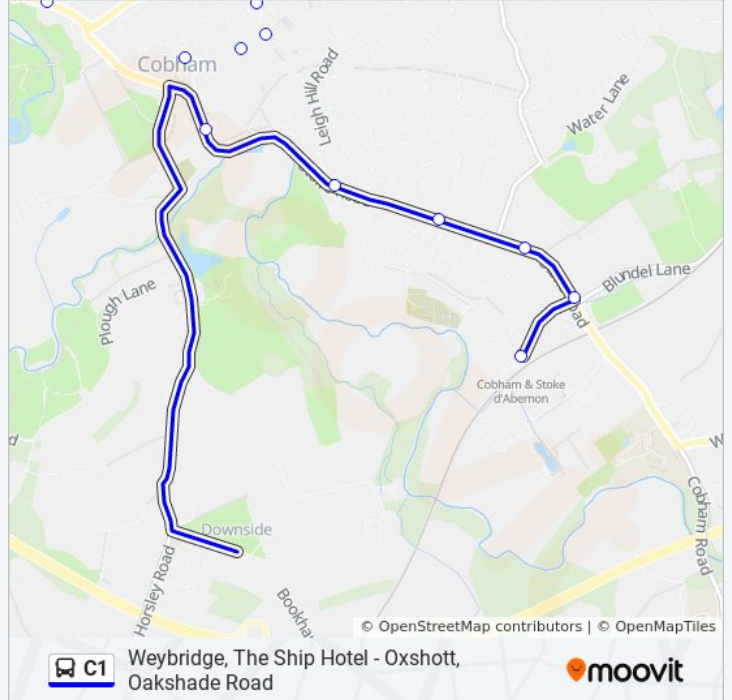 Cobham
Leigh Hill Road
Water Lane
Blundel Lane
Plough Lane
Cobham & Stoke
d'Abernon
Cobham Road
Downside
Horsley Road
© OpenStreetMap contributors | © OpenMapTiles
C1
Weybridge, The Ship Hotel - Oxshott,
Oakshade Road
moovit